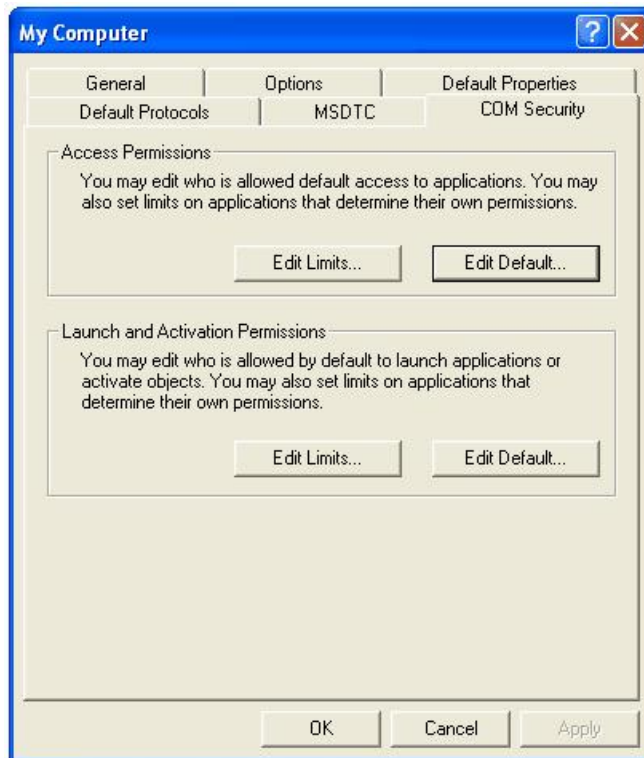 My Computer
General Options Default Properties
Default Protocols MSDTC COM Security
Access Permissions
You may edit who is allowed default access to applications. You may
also set limits on applications that determine their own permissions.
Edit Limits... Edit Default...
Launch and Activation Permissions
You may edit who is allowed by default to launch applications or
activate objects. You may also set limits on applications that
determine their own permissions.
Edit Limits... Edit Default...
OK Cancel Apply